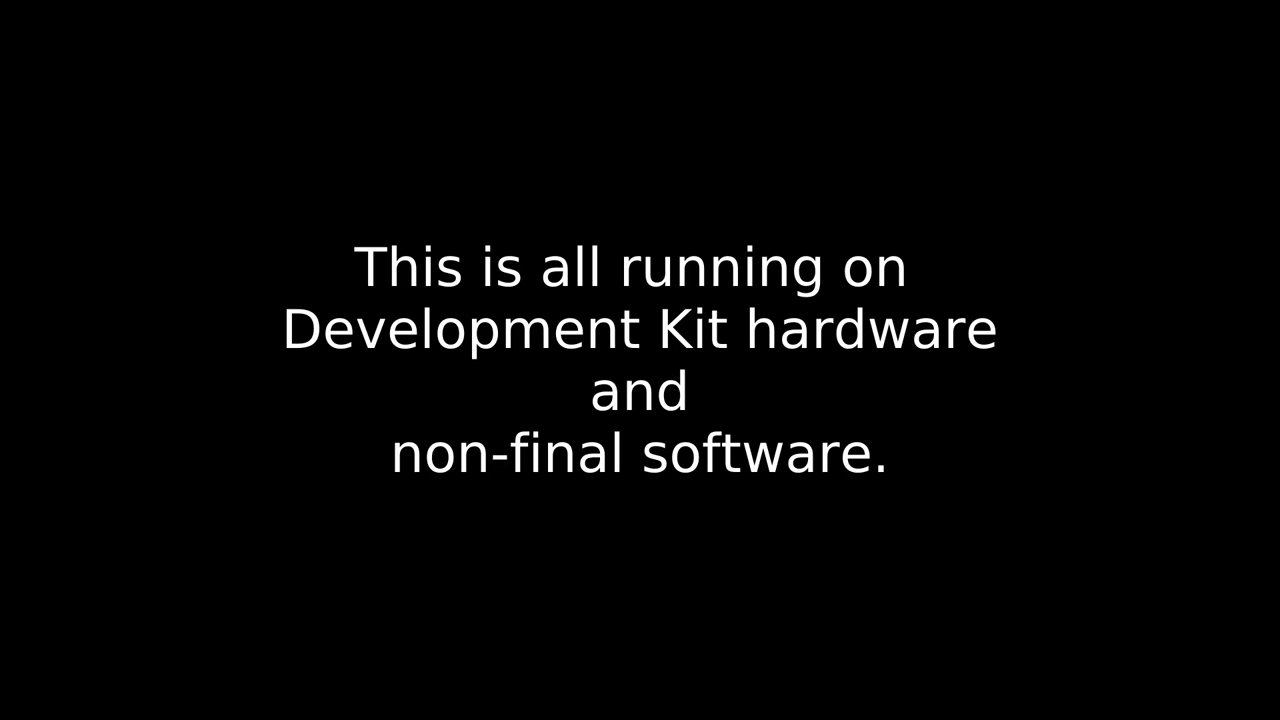 This is all running on
Development Kit hardware
and
non-final software.